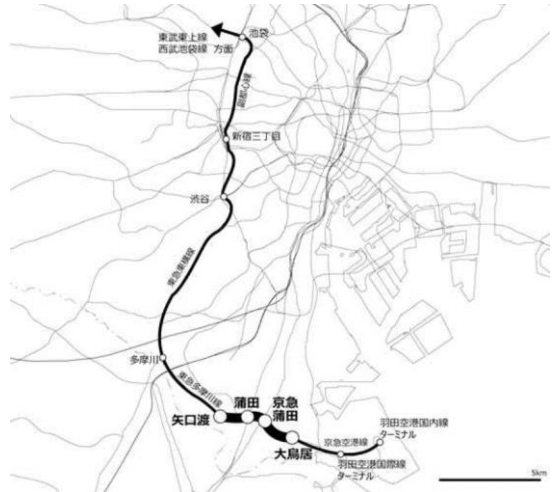 池袋
東武東上線
西武池袋線 方面
副都心線
新宿三丁目
渋谷
東急東横線
多摩川
東急多摩川線
矢口渡
蒲田
京急
蒲田
大鳥居
京急空港線
羽田空港国内線
ターミナル
羽田空港国際線
ターミナル
5km